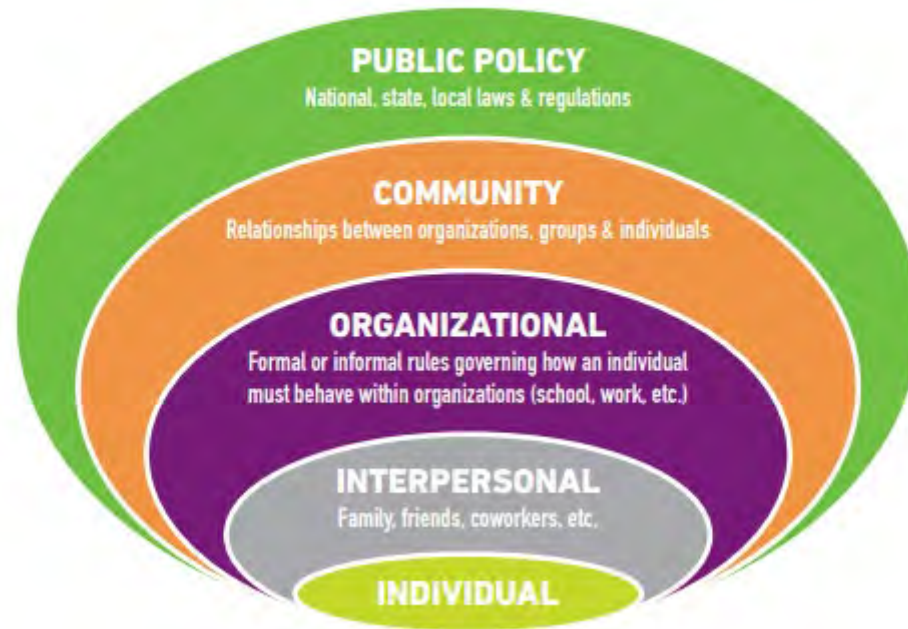 PUBLIC POLICY
National, state, local laws & regulations
COMMUNITY
Relationships between organizations, groups & individuals
ORGANIZATIONAL
Formal or informal rules governing how an individual
must behave within organizations (school, work, etc.)
INTERPERSONAL
Family, friends, coworkers, etc.
INDIVIDUAL